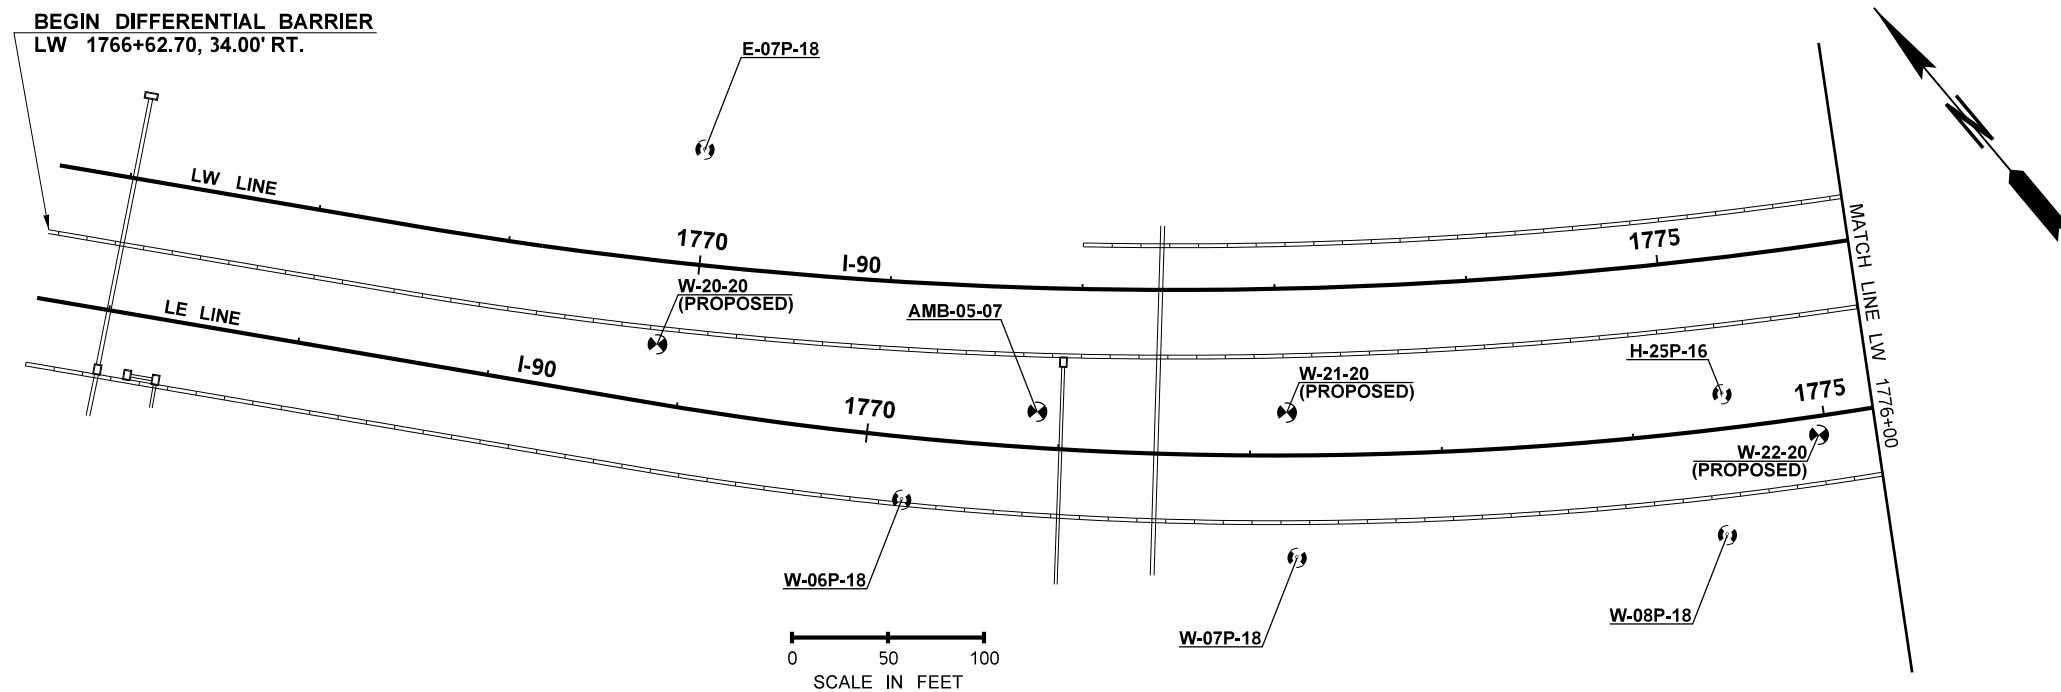 BEGIN DIFFERENTIAL BARRIER
LW 1766+62.70, 34.00' RT.
E-07P-18
N
LW LINE
1770
I-90
1775
MATCH LINE LW 1776+00
W-20-20
(PROPOSED)
LE LINE
AMB-05-07
I-90
H-25P-16
W-21-20
(PROPOSED)
1770
1775
W-22-20
(PROPOSED)
W-06P-18
W-08P-18
W-07P-18
0 50 100
SCALE IN FEET